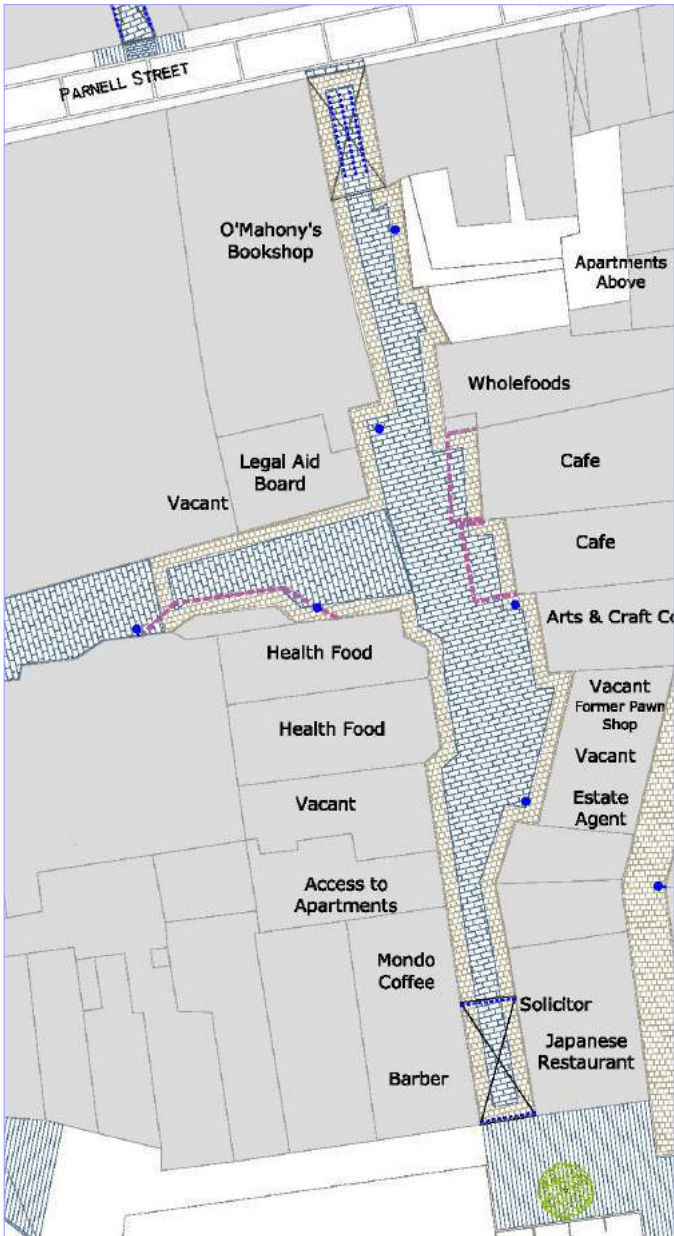 PARNELL STREET
O'Mahony's
Bookshop
Apartments
Above
Wholefoods
Legal Aid
Board
Cafe
Vacant
Cafe
Arts & Craft Co
Health Food
Vacant
Former Pawn
Shop
Health Food
Vacant
Vacant
Estate
Agent
Access to
Apartments
Mondo
Coffee
Solicitor
Japanese
Restaurant
Barber